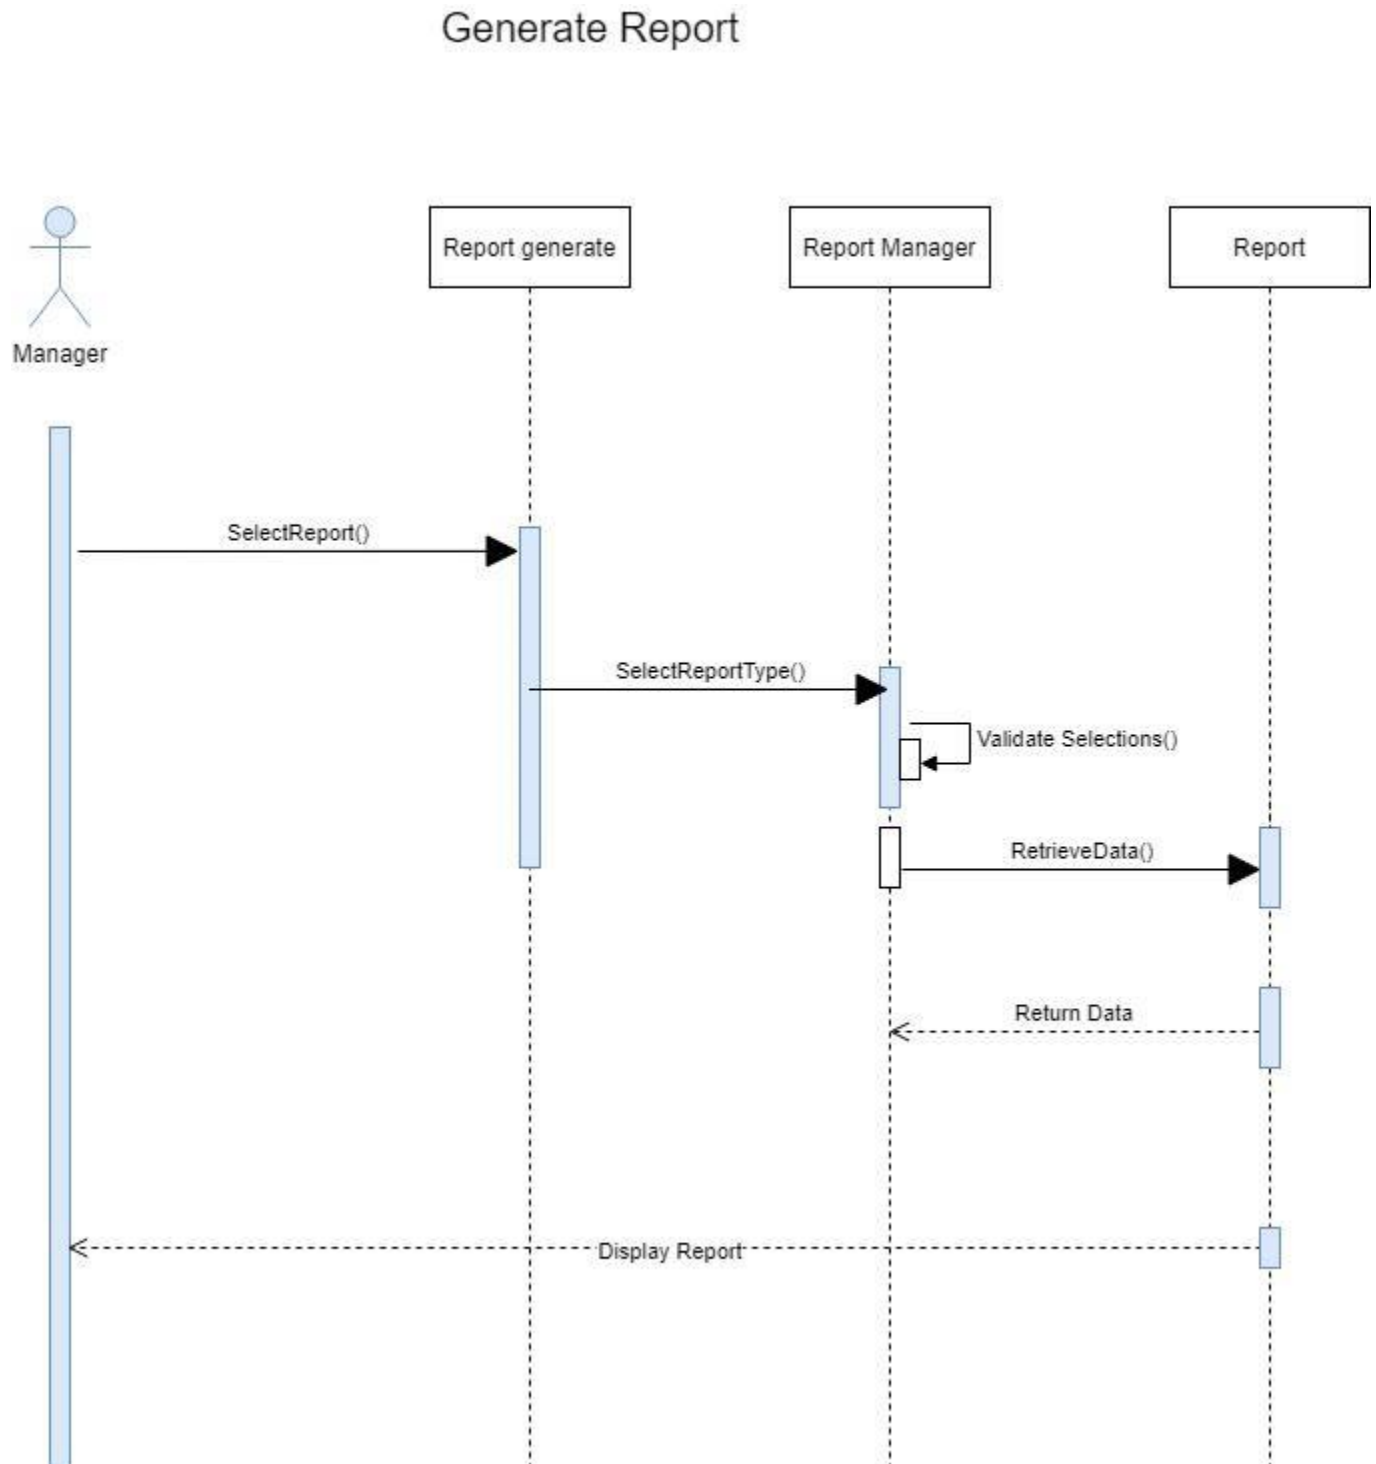 Generate Report
Report generate
Report Manager
Report
Manager
SelectReport()
SelectReportType()
Validate Selections()
RetrieveData()
Return Data
Display Report